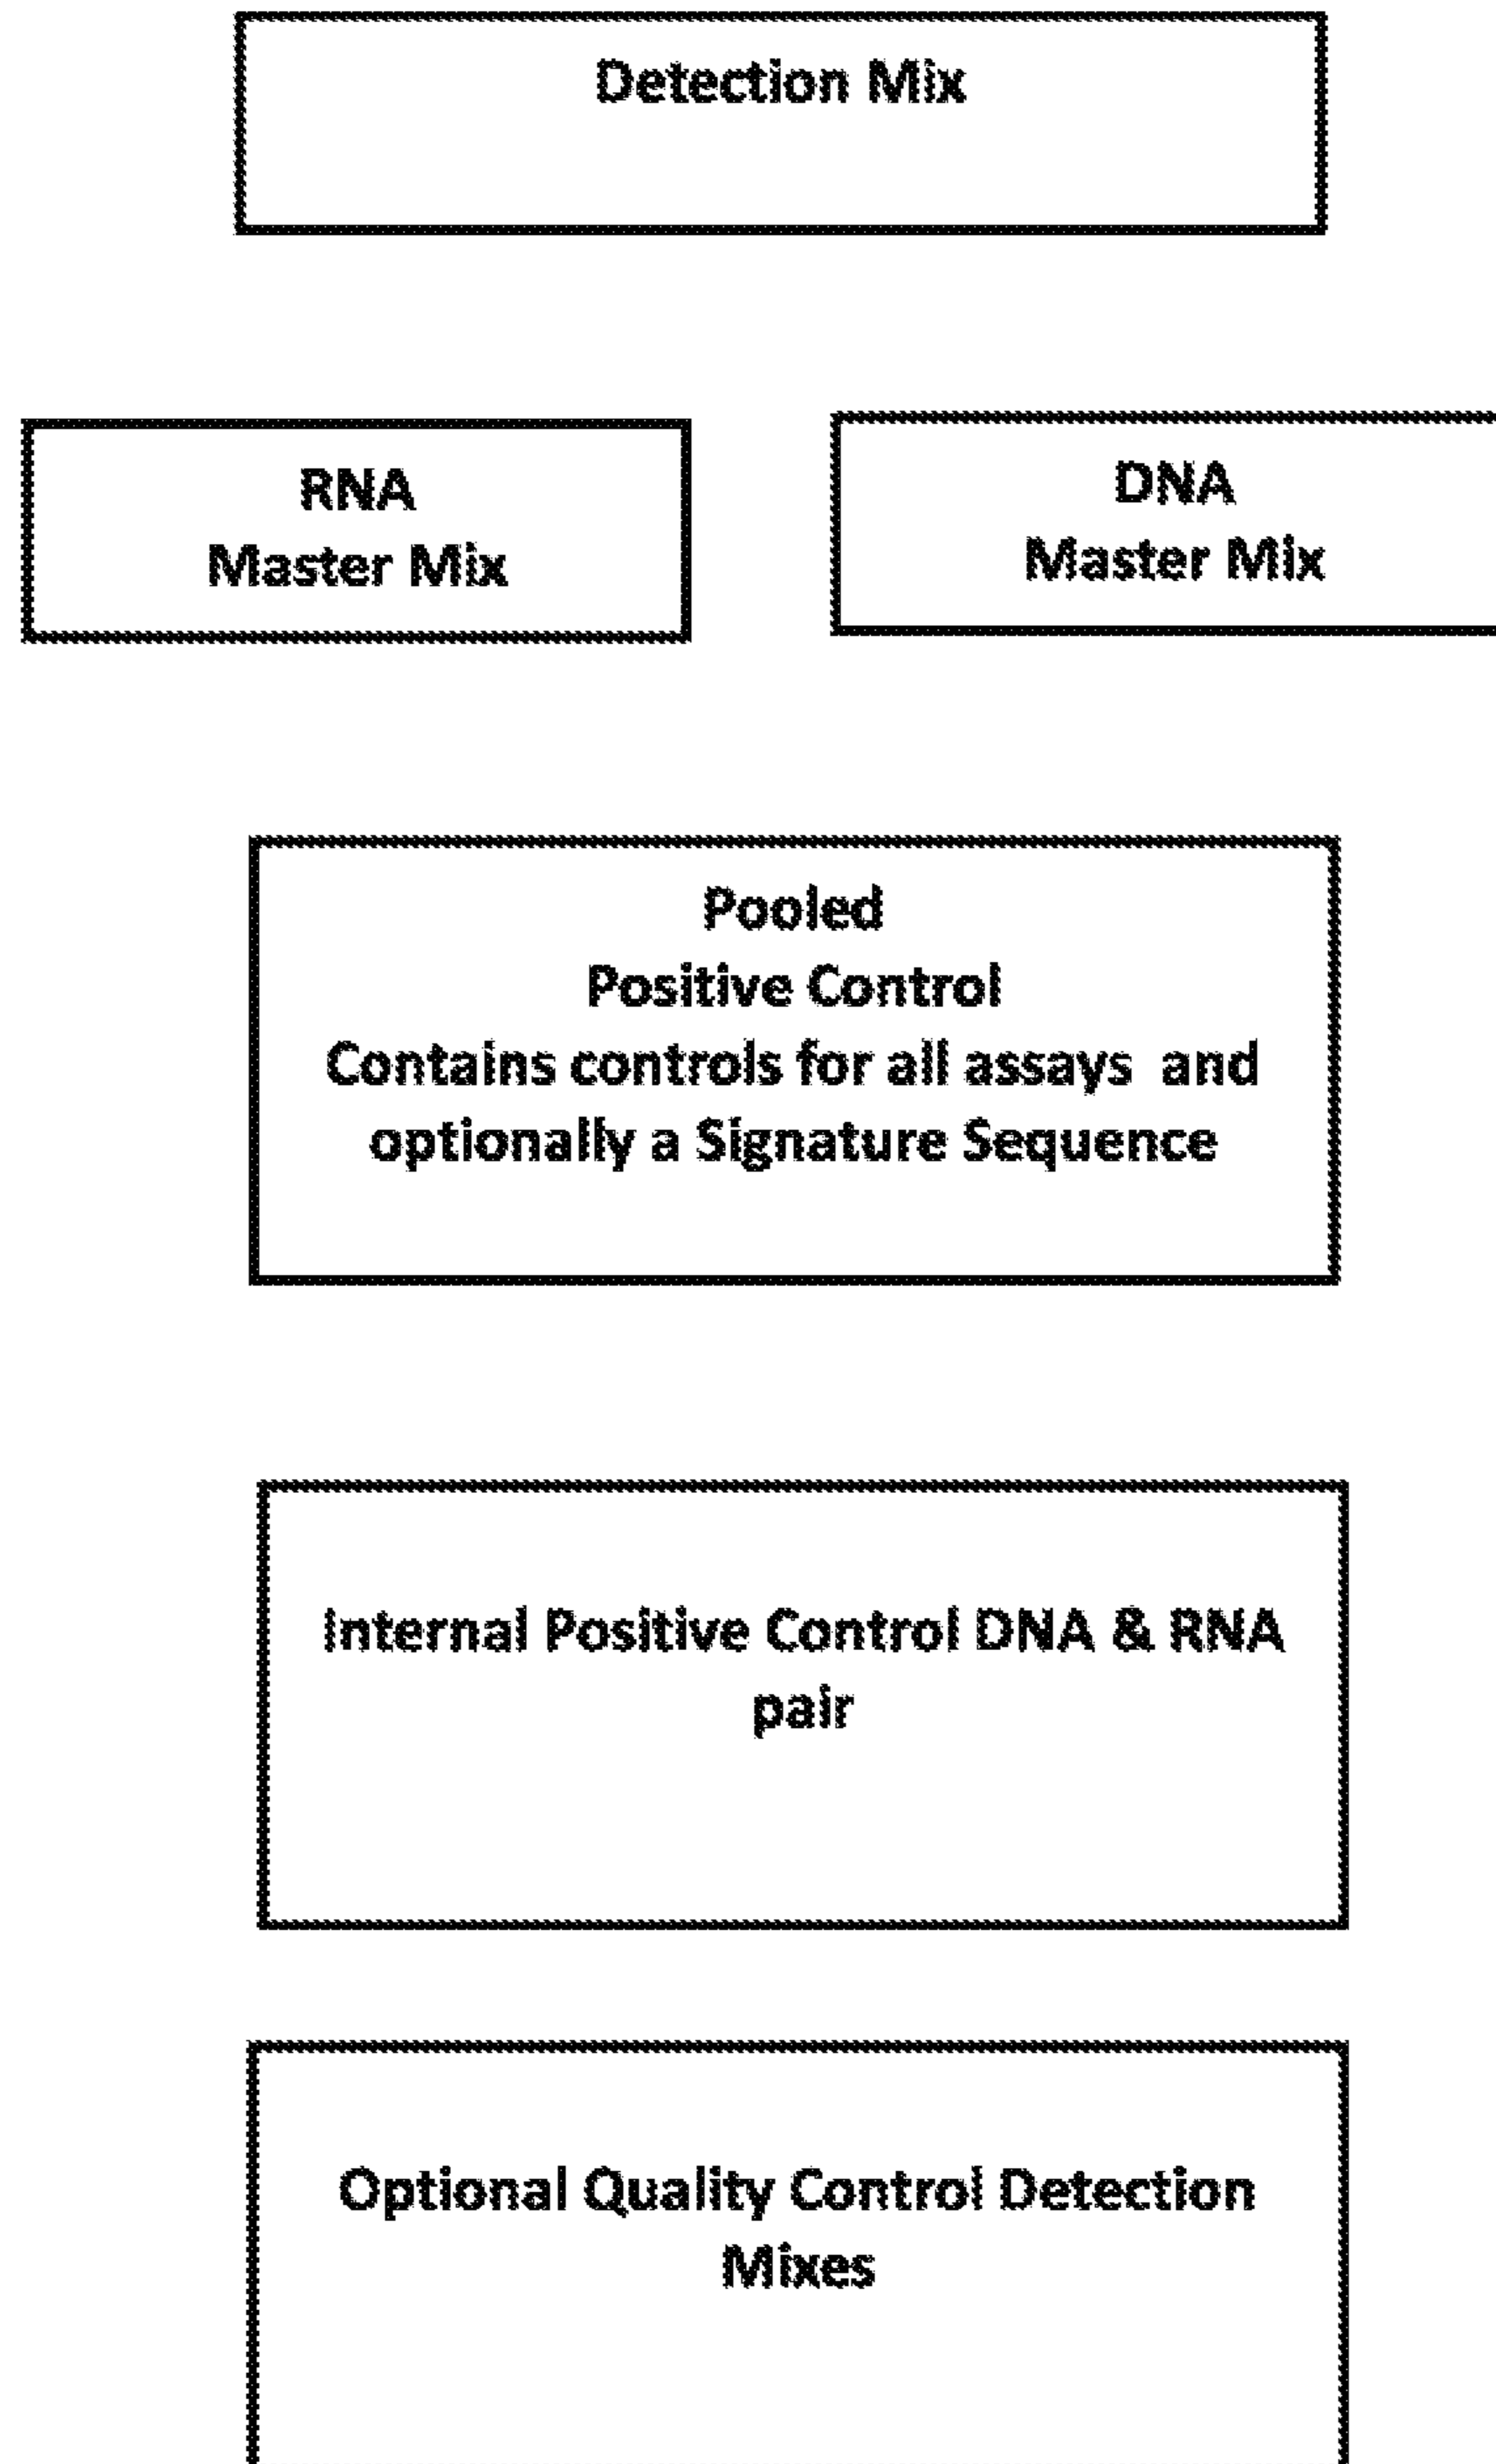 Detection Mix
RNA
Master Mix
DNA
Master Mix
Pooled
Positive Control
Contains controls for all assays and
optionally a Signature Sequence
Internal Positive Control DNA & RNA
pair
Optional Quality Control Detection
Mixes